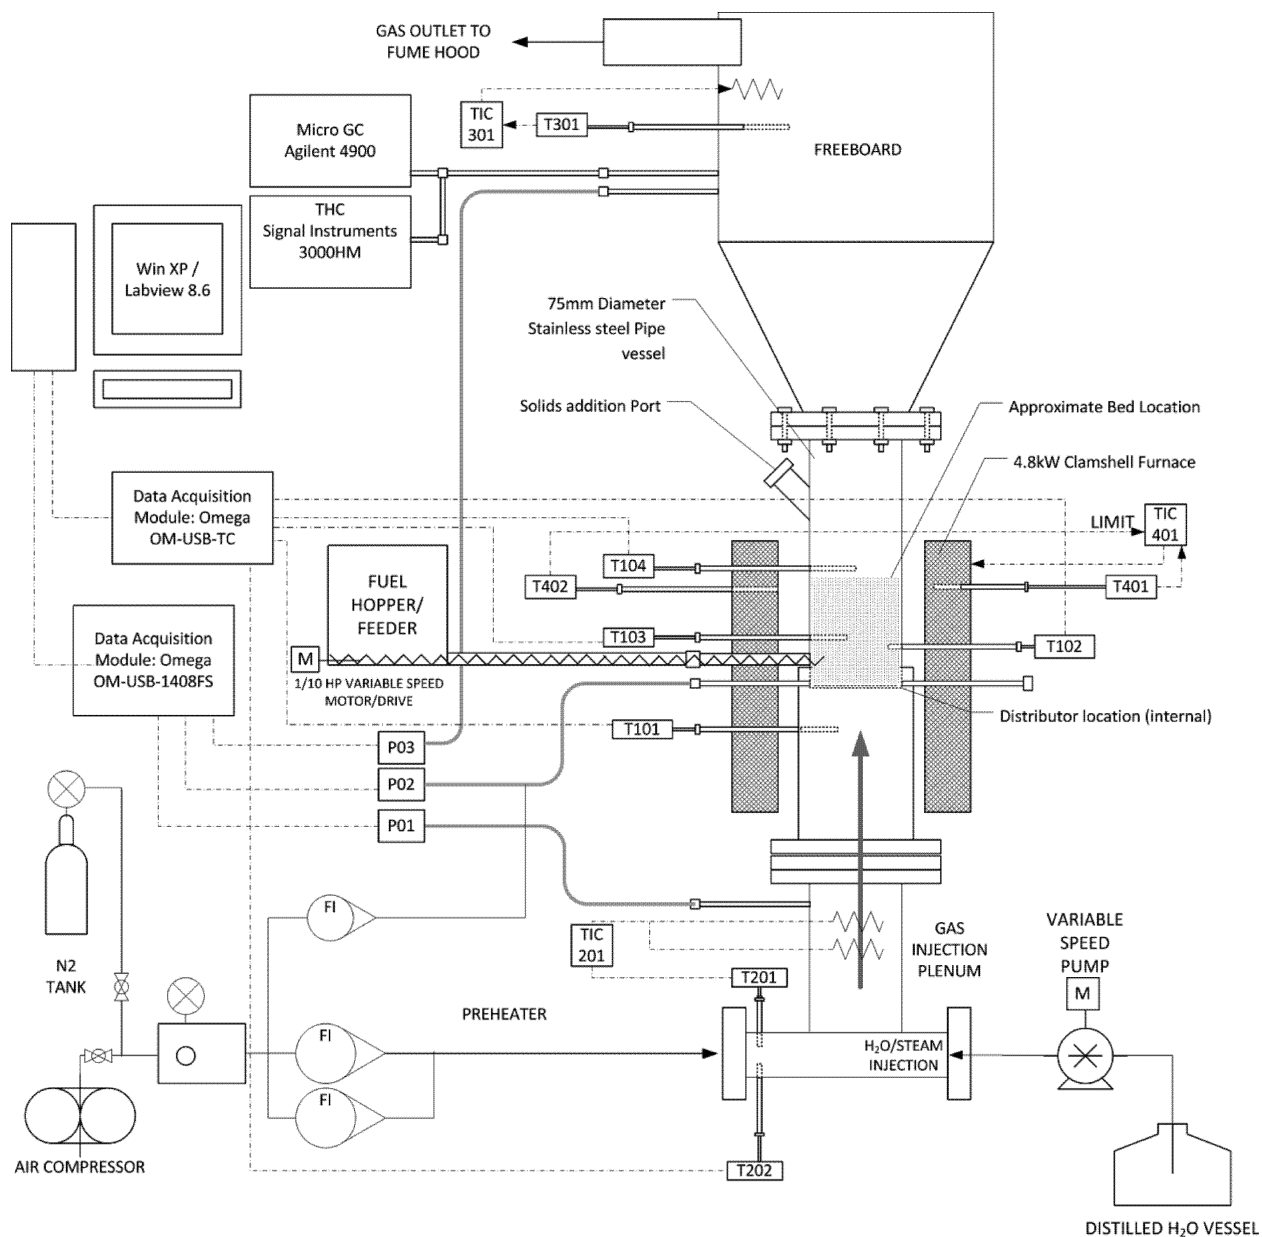 GAS OUTLET TO
FUME HOOD
TIC
301
T301
FREEBOARD
Micro GC
Agilent 4900
THC
Signal Instruments
3000HM
Win XP /
Labview 8.6
75mm Diameter
Stainless steel Pipe
vessel
Solids addition Port
Approximate Bed Location
4.8kW Clamshell Furnace
Data Acquisition
Module: Omega
OM-USB-TC
LIMIT
TIC
401
T104
T402
T401
FUEL
HOPPER/
FEEDER
T103
T102
M
1/10 HP VARIABLE SPEED
MOTOR/DRIVE
Data Acquisition
Module: Omega
OM-USB-1408FS
Distributor location (internal)
T101
P03
P02
P01
FI
TIC
201
GAS
INJECTION
PLENUM
VARIABLE
SPEED
PUMP
M
N2
TANK
T201
PREHEATER
FI
H₂O/STEAM
INJECTION
FI
AIR COMPRESSOR
T202
DISTILLED H₂O VESSEL